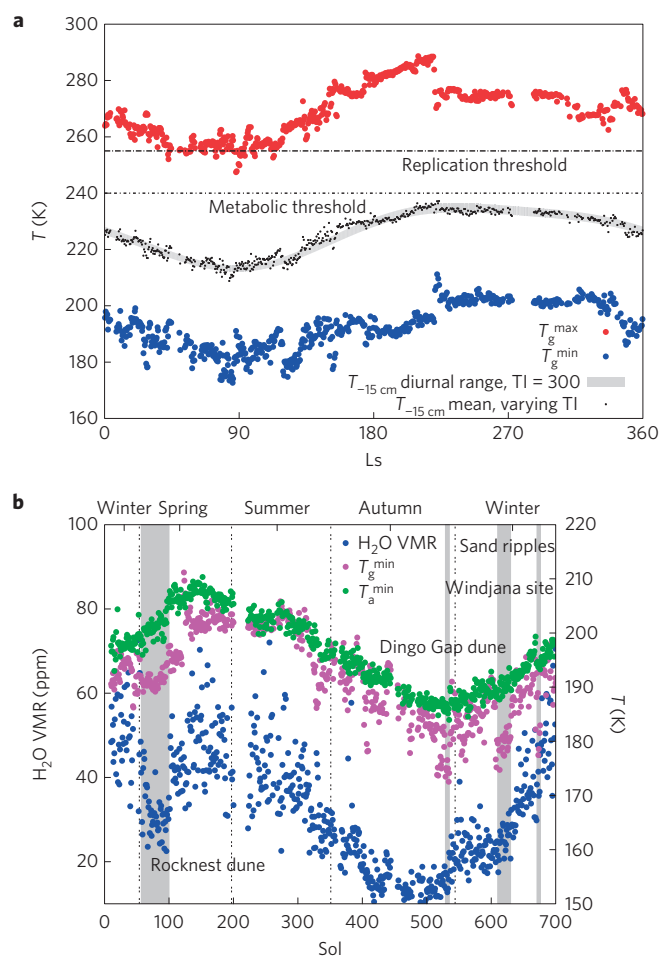 a
300
280
260
240
220
200
180
160
T (K)
Replication threshold
Metabolic threshold
T_g^max
T_g^min
T_−15 cm diurnal range, TI = 300
T_−15 cm mean, varying TI
0 90 180 270 360
Ls
b
Winter Spring Summer Autumn Winter
100
80
60
40
20
H₂O VMR (ppm)
H₂O VMR
T_g^min
T_a^min
Sand ripples
Windjana site
Dingo Gap dune
Rocknest dune
220
210
200
190
180
170
160
150
T (K)
0 100 200 300 400 500 600 700
Sol